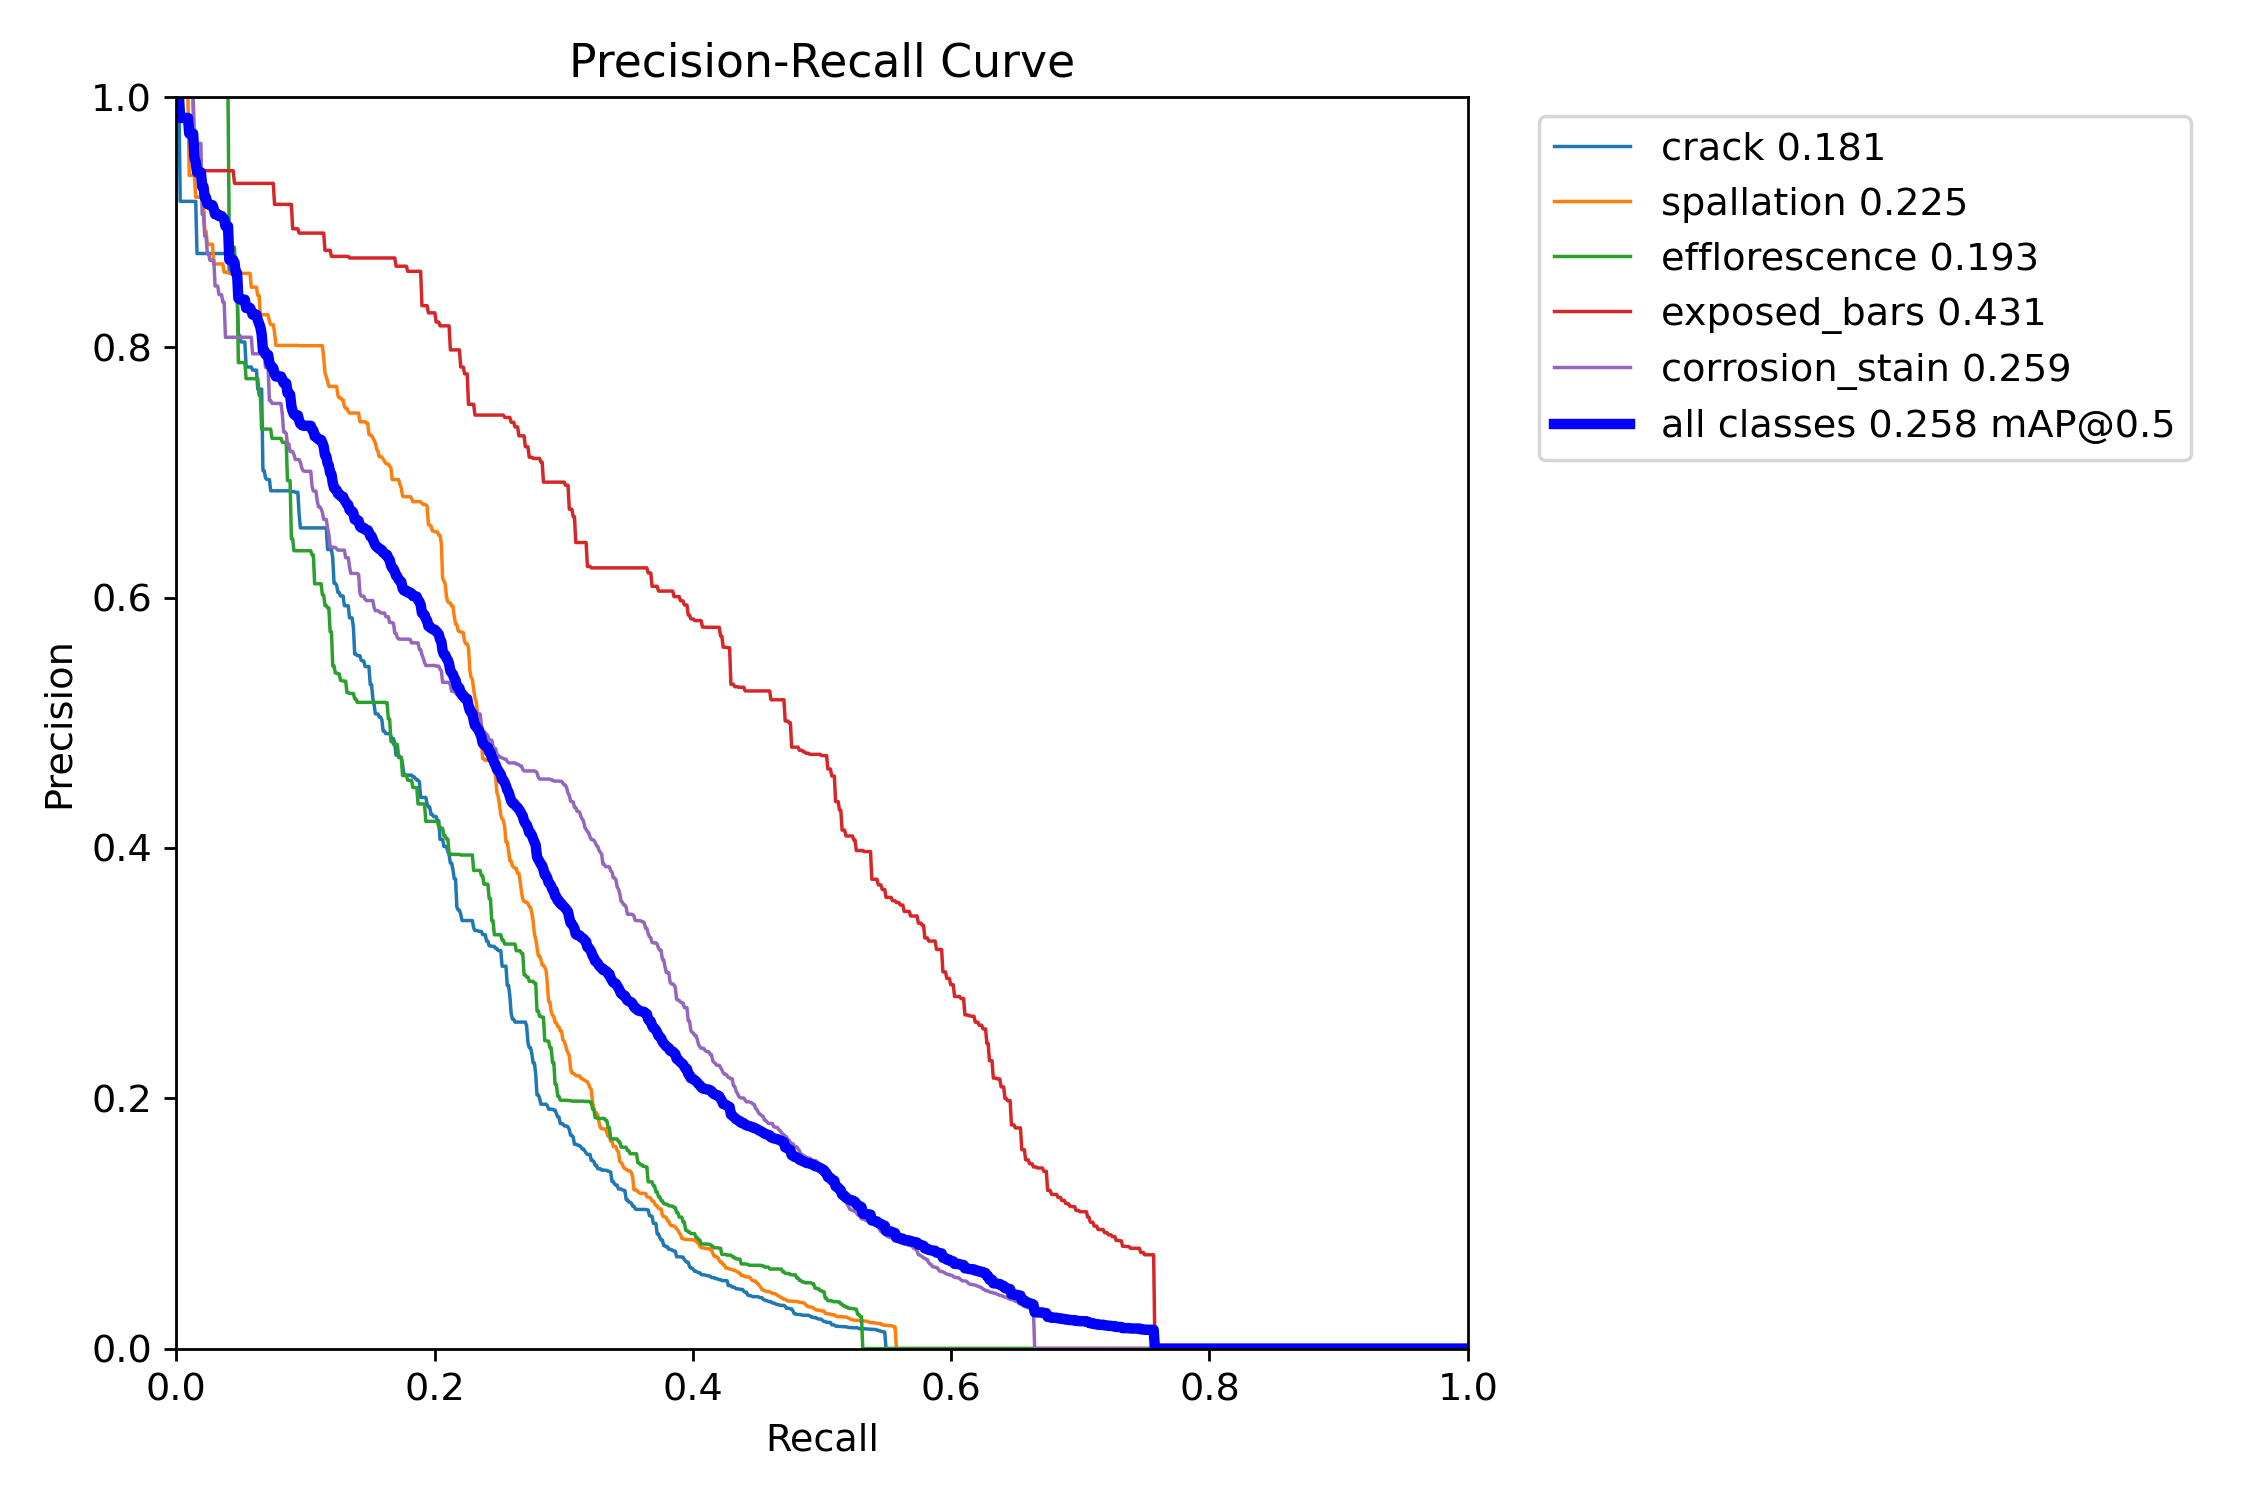 Precision-Recall Curve
1.0
0.8
0.6
0.4
0.2
0.0
Precision
0.0 0.2 0.4 0.6 0.8 1.0
Recall
crack 0.181
spallation 0.225
efflorescence 0.193
exposed_bars 0.431
corrosion_stain 0.259
all classes 0.258 mAP@0.5